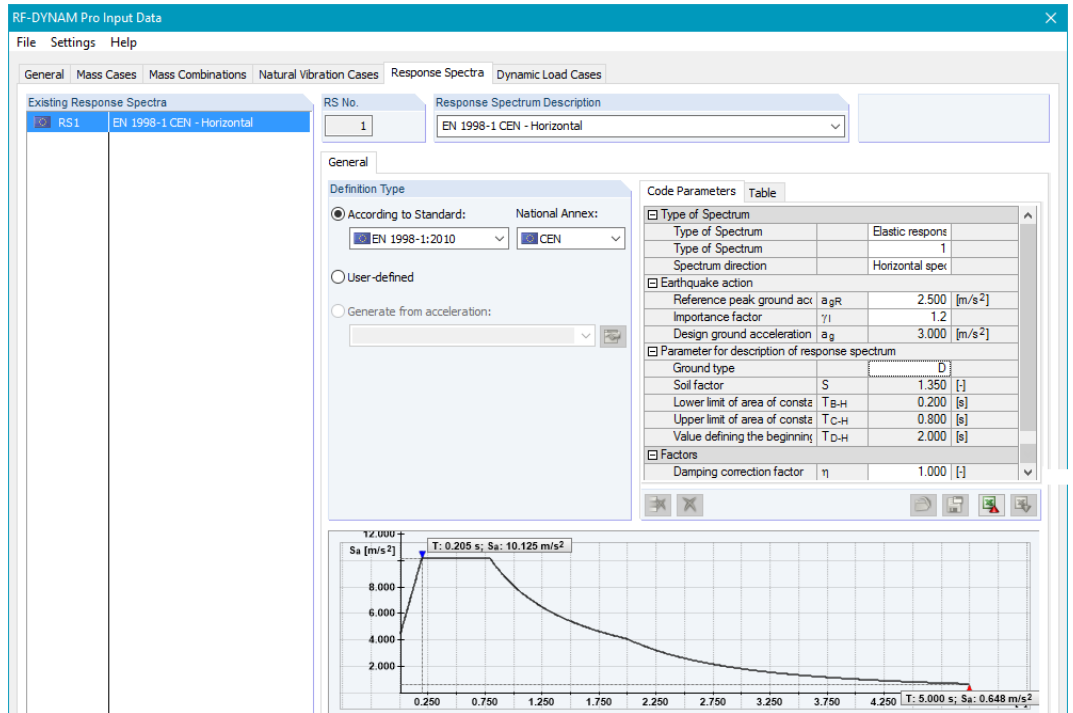 RF-DYNAM Pro Input Data
File Settings Help
General Mass Cases Mass Combinations Natural Vibration Cases Response Spectra Dynamic Load Cases
Existing Response Spectra
RS1 EN 1998-1 CEN - Horizontal
RS No.
1
Response Spectrum Description
EN 1998-1 CEN - Horizontal
General
Definition Type
According to Standard: National Annex:
EN 1998-1:2010 CEN
User-defined
Generate from acceleration:
Code Parameters Table
Type of Spectrum
Type of Spectrum Elastic respons
Type of Spectrum 1
Spectrum direction Horizontal spec
Earthquake action
Reference peak ground acc agR 2.500 [m/s²]
Importance factor γI 1.2
Design ground acceleration ag 3.000 [m/s²]
Parameter for description of response spectrum
Ground type D
Soil factor S 1.350 [-]
Lower limit of area of consta TB-H 0.200 [s]
Upper limit of area of consta TC-H 0.800 [s]
Value defining the beginning TD-H 2.000 [s]
Factors
Damping correction factor η 1.000 [-]
12.000
Sa [m/s²]
T: 0.205 s; Sa: 10.125 m/s²
8.000
6.000
4.000
2.000
0.250 0.750 1.250 1.750 2.250 2.750 3.250 3.750 4.250
T: 5.000 s; Sa: 0.648 m/s²